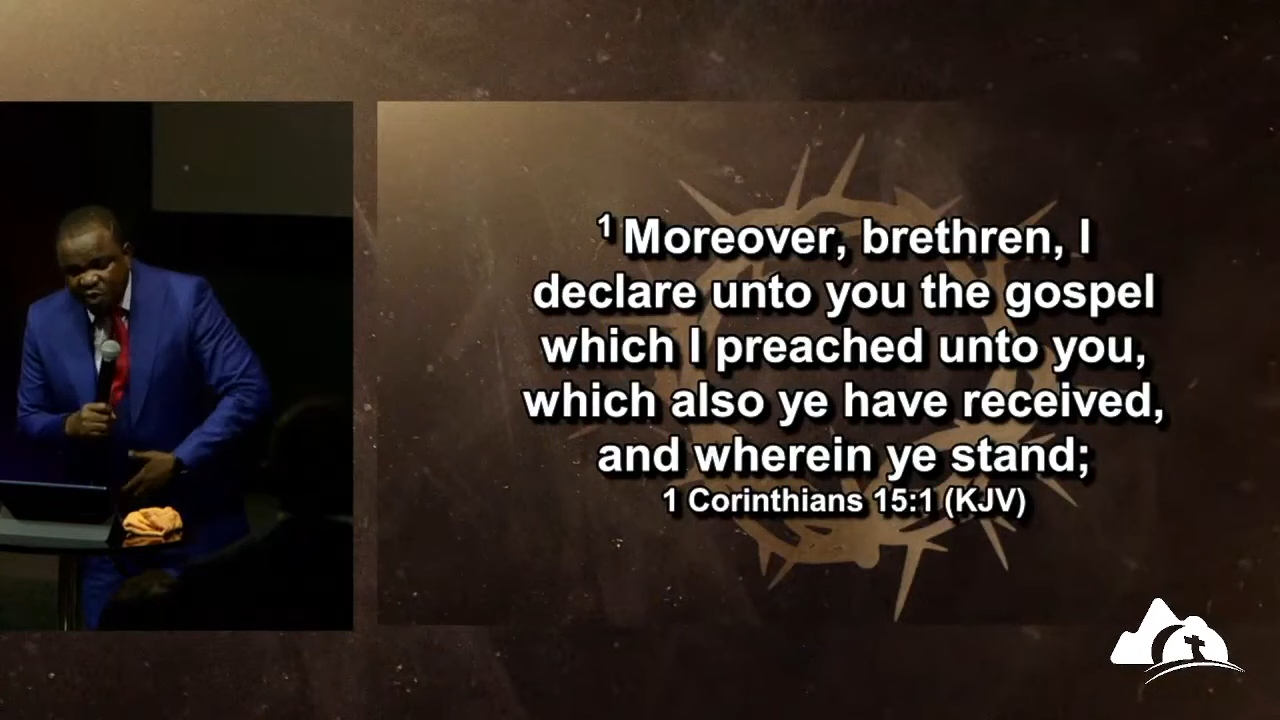 1 Moreover, brethren, I
declare unto you the gospel
which I preached unto you,
which also ye have received,
and wherein ye stand;
1 Corinthians 15:1 (KJV)